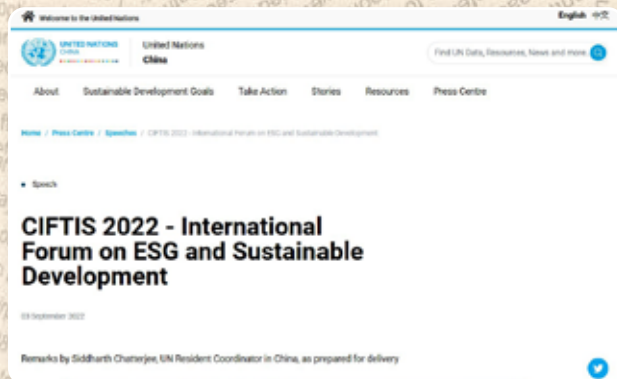 Welcome to the United Nations
English 中文
UNITED NATIONS
CHINA
United Nations
China
Find UN Data, Resources, News and more.
About Sustainable Development Goals Take Action Stories Resources Press Centre
Home / Press Centre / Speeches / CIFTIS 2022 - International Forum on ESG and Sustainable Development
Speech
CIFTIS 2022 - International
Forum on ESG and Sustainable
Development
03 September 2022
Remarks by Siddharth Chatterjee, UN Resident Coordinator in China, as prepared for delivery